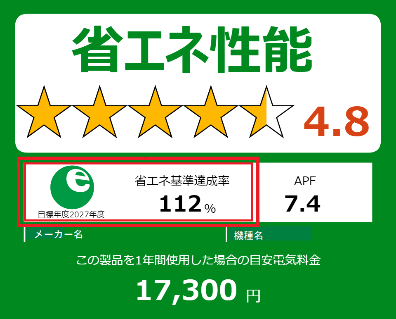 省エネ性能
4.8
e
省エネ基準達成率
112%
目標年度2027年度
APF
7.4
メーカー名
機種名
この製品を1年間使用した場合の目安電気料金
17,300 円